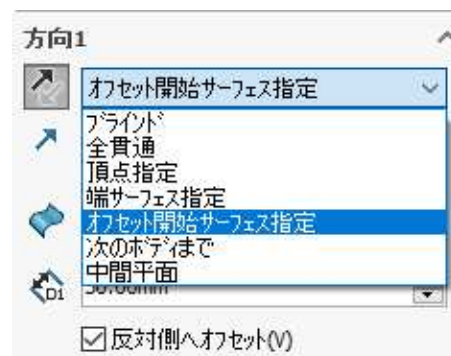 方向1
オフセット開始サーフェス指定
ブラインド
全貫通
頂点指定
端サーフェス指定
オフセット開始サーフェス指定
次のボディまで
中間平面
D1
反対側へオフセット(V)